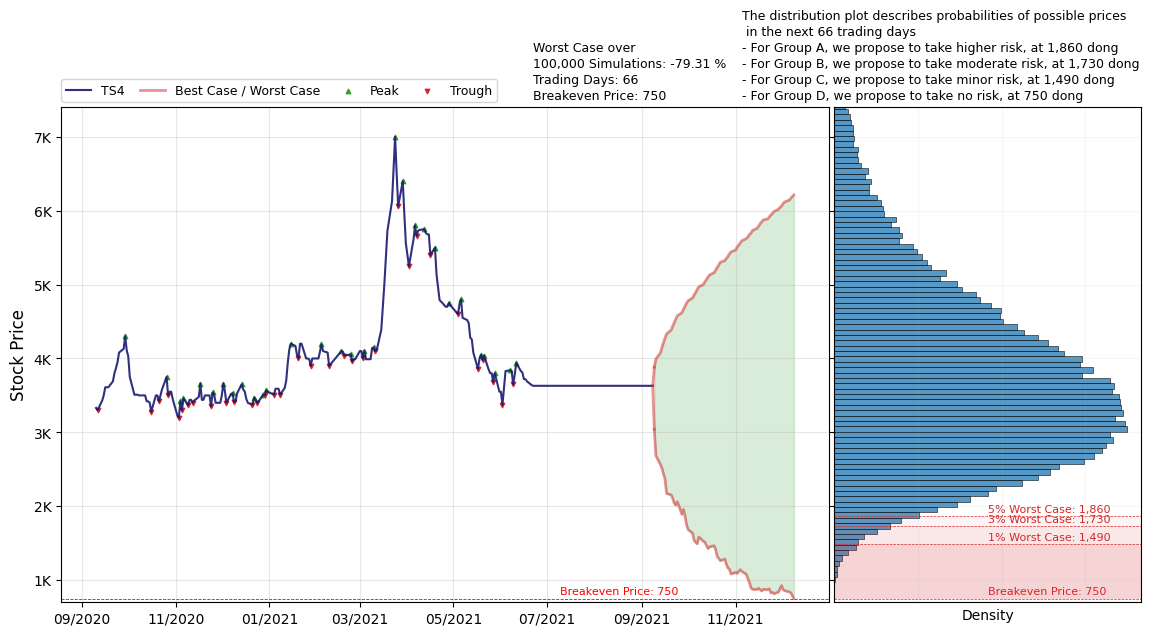 The distribution plot describes probabilities of possible prices
in the next 66 trading days
- For Group A, we propose to take higher risk, at 1,860 dong
- For Group B, we propose to take moderate risk, at 1,730 dong
- For Group C, we propose to take minor risk, at 1,490 dong
- For Group D, we propose to take no risk, at 750 dong
Worst Case over
100,000 Simulations: -79.31 %
Trading Days: 66
Breakeven Price: 750
TS4
Best Case / Worst Case
Peak
Trough
Stock Price
7K
6K
5K
4K
3K
2K
1K
09/2020
11/2020
01/2021
03/2021
05/2021
07/2021
09/2021
11/2021
Breakeven Price: 750
5% Worst Case: 1,860
3% Worst Case: 1,730
1% Worst Case: 1,490
Breakeven Price: 750
Density